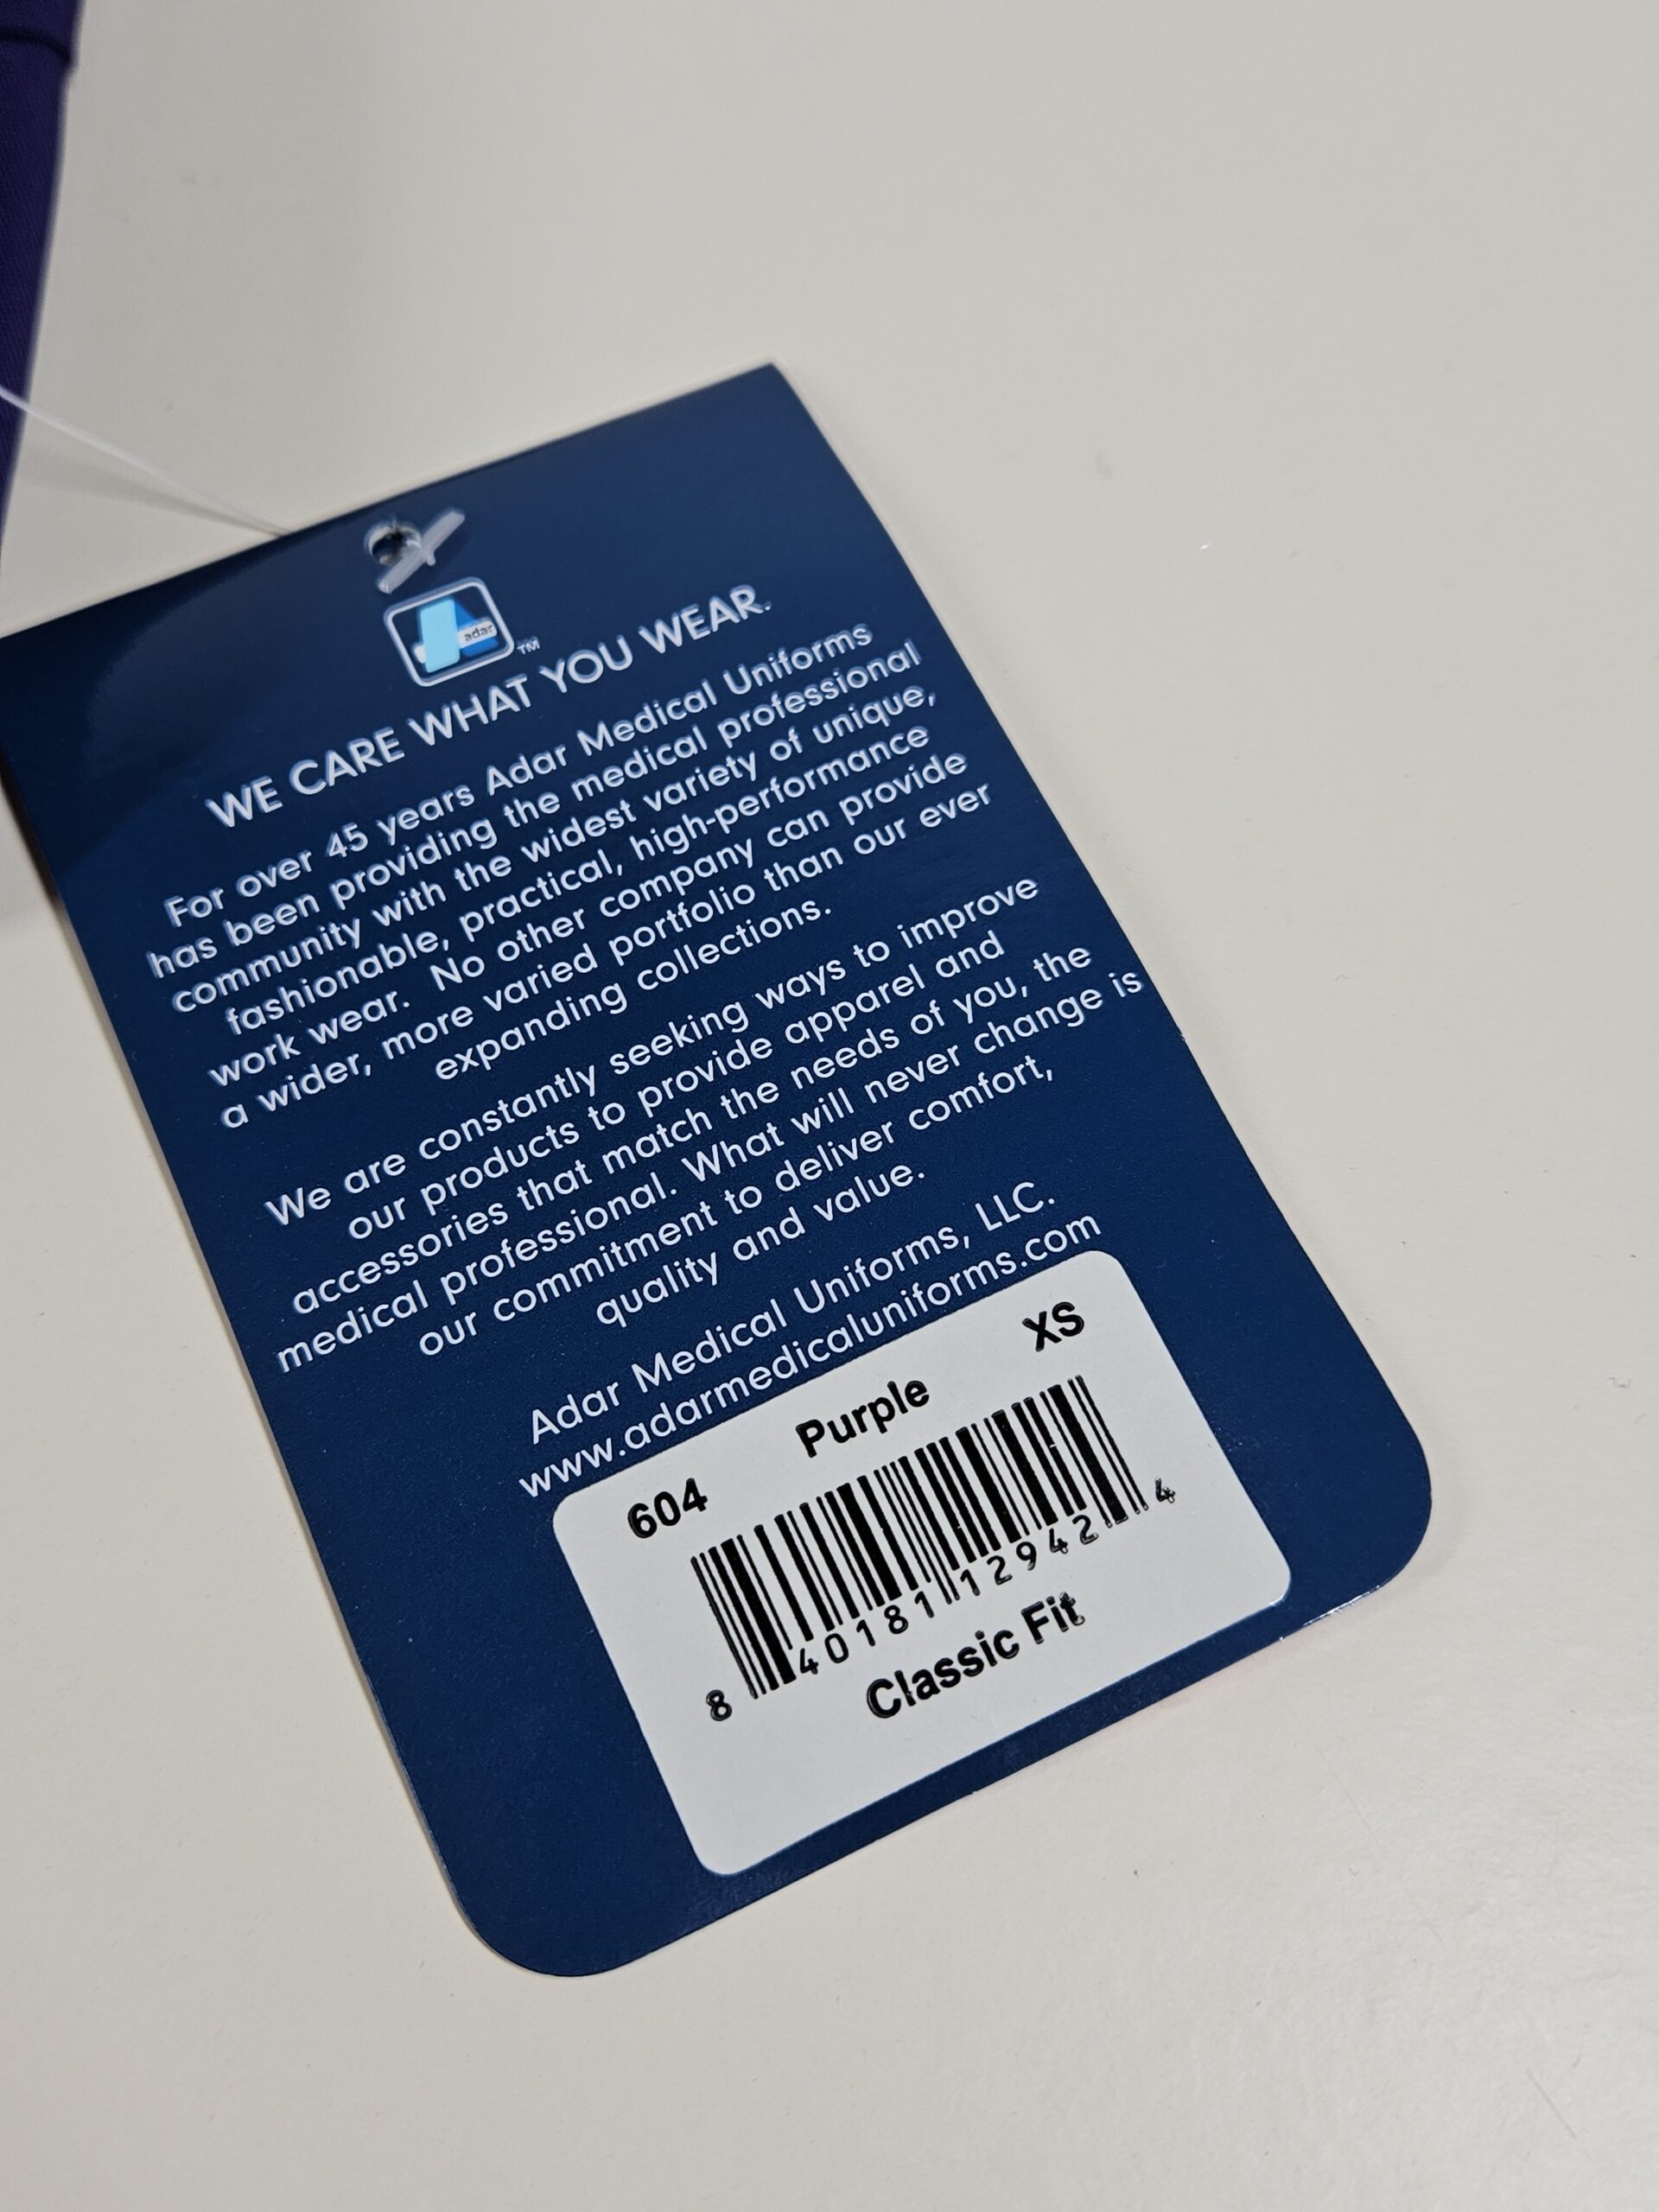 adar
TM
WE CARE WHAT YOU WEAR.
For over 45 years Adar Medical Uniforms
has been providing the medical professional
community with the widest variety of unique,
fashionable, practical, high-performance
work wear. No other company can provide
a wider, more varied portfolio than our ever
expanding collections.
We are constantly seeking ways to improve
our products to provide apparel and
accessories that match the needs of you, the
medical professional. What will never change is
our commitment to deliver comfort,
quality and value.
Adar Medical Uniforms, LLC.
www.adarmedicaluniforms.com
604 Purple XS
8 40181 12942 4
Classic Fit